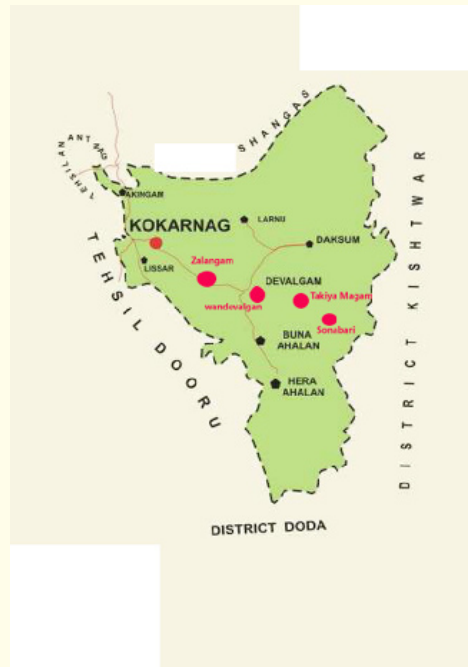 SHANGAS
TEHSIL ANANTNAG
AKINGAM
KOKARNAG
LARNU
DAKSUM
LISSAR
Zalangam
DEVALGAM
wandevalgan
Takiya Magam
Sonabari
BUNA
AHALAN
HERA
AHALAN
TEHSIL DOORU
DISTRICT KISHTWAR
DISTRICT DODA